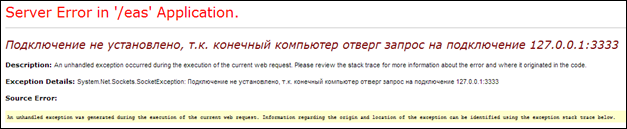 Server Error in '/eas' Application.
Подключение не установлено, т.к. конечный компьютер отверг запрос на подключение 127.0.0.1:3333
Description: An unhandled exception occurred during the execution of the current web request. Please review the stack trace for more information about the error and where it originated in the code.
Exception Details: System.Net.Sockets.SocketException: Подключение не установлено, т.к. конечный компьютер отверг запрос на подключение 127.0.0.1:3333
Source Error:
An unhandled exception was generated during the execution of the current web request. Information regarding the origin and location of the exception can be identified using the exception stack trace below.